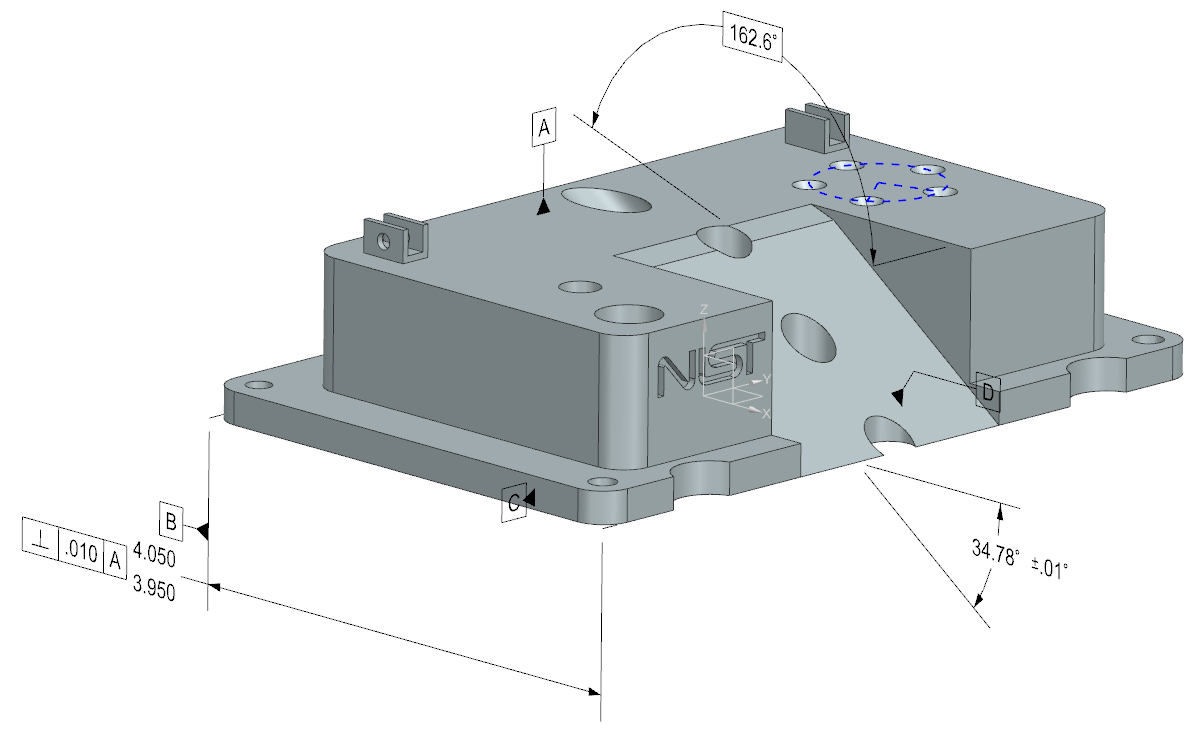 162.6°
A
NIST
Z
Y
X
D
C
B
⊥ .010 A
4.050
3.950
34.78° ±.01°